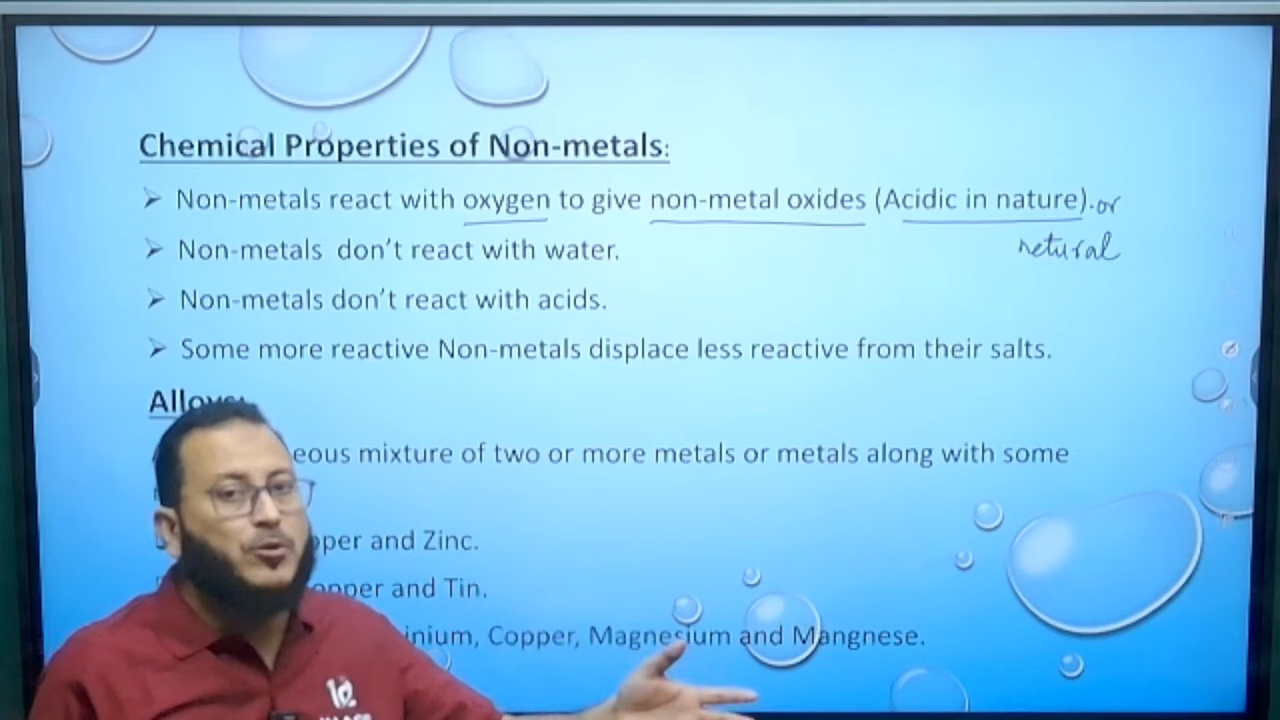 Chemical Properties of Non-metals:
➢ Non-metals react with oxygen to give non-metal oxides (Acidic in nature). or
netural
➢ Non-metals don't react with water.
➢ Non-metals don't react with acids.
➢ Some more reactive Non-metals displace less reactive from their salts.
Alloys:
eous mixture of two or more metals or metals along with some
pper and Zinc.
opper and Tin.
inium, Copper, Magnesium and Mangnese.